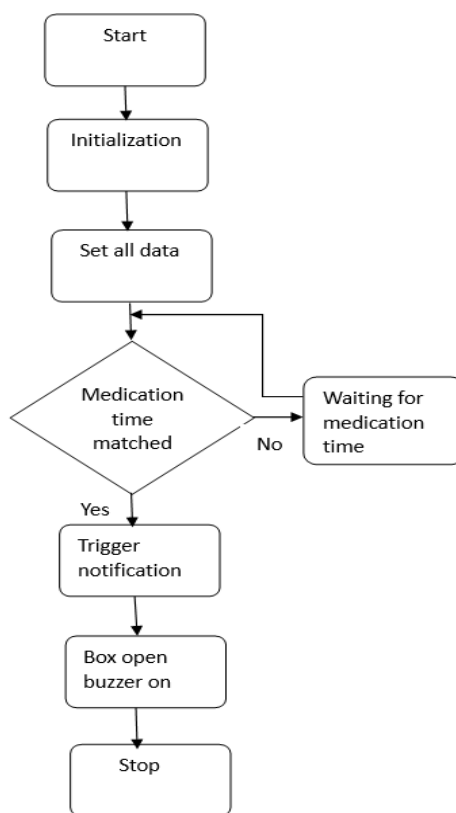 Start
Initialization
Set all data
Medication
time
matched
No
Waiting for
medication
time
Yes
Trigger
notification
Box open
buzzer on
Stop